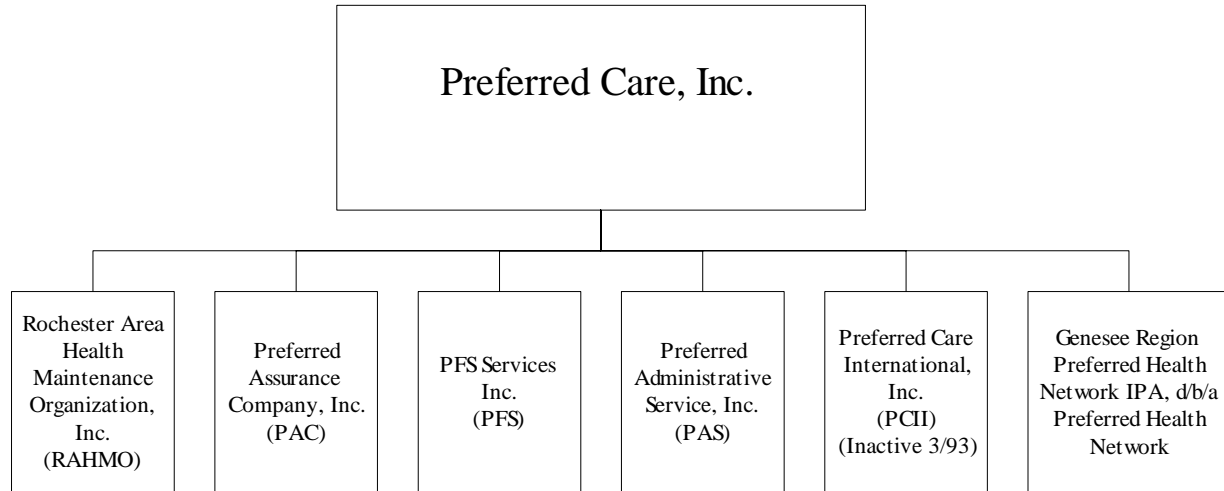 Preferred Care, Inc.
Rochester Area
Health
Maintenance
Organization,
Inc.
(RAHMO)
Preferred
Assurance
Company, Inc.
(PAC)
PFS Services
Inc.
(PFS)
Preferred
Administrative
Service, Inc.
(PAS)
Preferred Care
International,
Inc.
(PCII)
(Inactive 3/93)
Genesee Region
Preferred Health
Network IPA, d/b/a
Preferred Health
Network